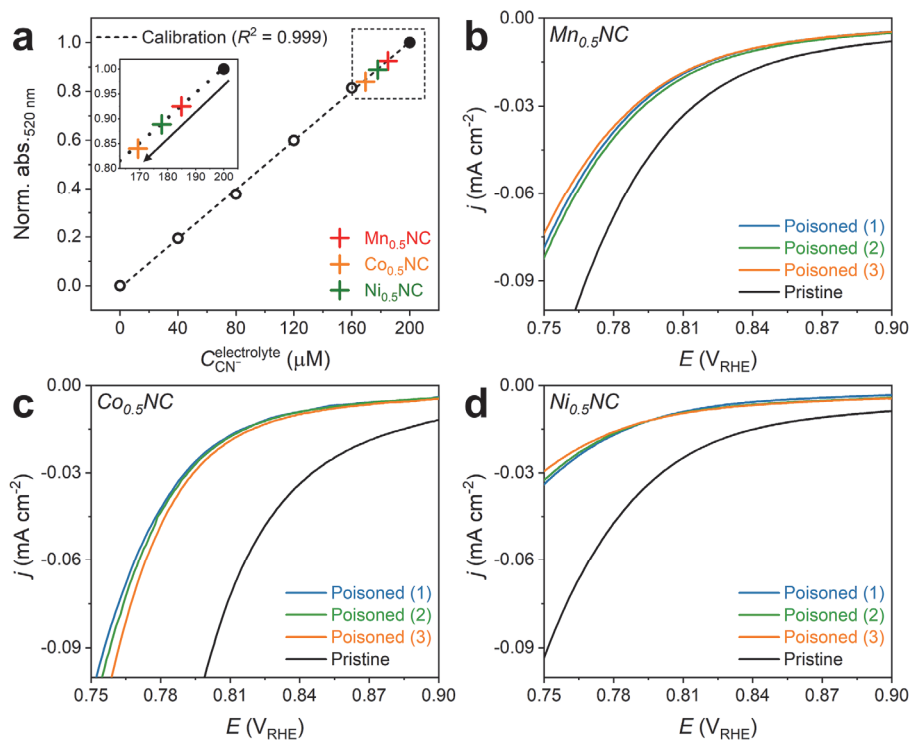 a
Calibration (R² = 0.999)
Norm. abs.520 nm
1.0
0.8
0.6
0.4
0.2
0.0
1.00
0.95
0.90
0.85
0.80
170 180 190 200
Mn0.5NC
Co0.5NC
Ni0.5NC
0 40 80 120 160 200
C electrolyte CN⁻ (μM)
b
Mn0.5NC
j (mA cm⁻²)
0.00
-0.03
-0.06
-0.09
Poisoned (1)
Poisoned (2)
Poisoned (3)
Pristine
0.75 0.78 0.81 0.84 0.87 0.90
E (VRHE)
c
Co0.5NC
j (mA cm⁻²)
0.00
-0.03
-0.06
-0.09
Poisoned (1)
Poisoned (2)
Poisoned (3)
Pristine
0.75 0.78 0.81 0.84 0.87 0.90
E (VRHE)
d
Ni0.5NC
j (mA cm⁻²)
0.00
-0.03
-0.06
-0.09
Poisoned (1)
Poisoned (2)
Poisoned (3)
Pristine
0.75 0.78 0.81 0.84 0.87 0.90
E (VRHE)